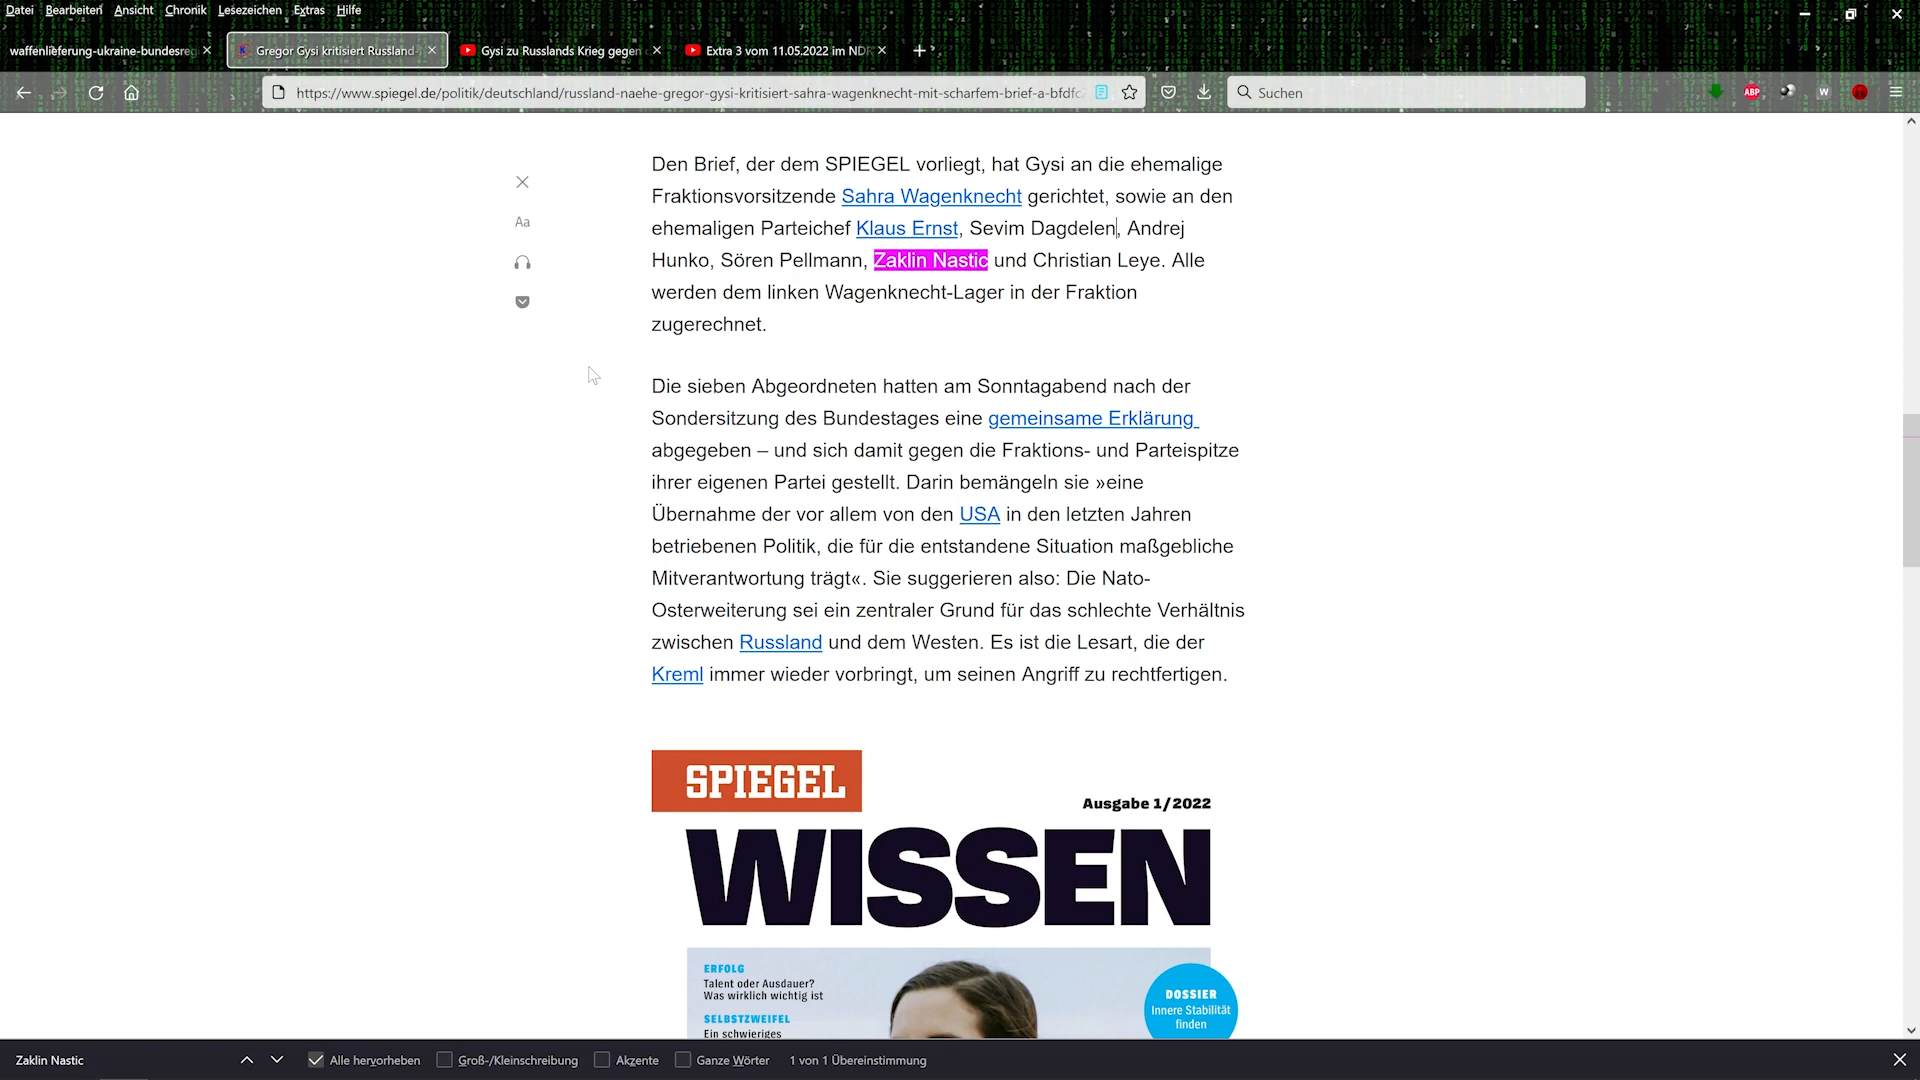 Datei Bearbeiten Ansicht Chronik Lesezeichen Extras Hilfe
waffenlieferung-ukraine-bundesreg
Gregor Gysi kritisiert Russland-
Gysi zu Russlands Krieg gegen
Extra 3 vom 11.05.2022 im NDR
https://www.spiegel.de/politik/deutschland/russland-naehe-gregor-gysi-kritisiert-sahra-wagenknecht-mit-scharfem-brief-a-bfdfc
Suchen
ABP
W
Aa
Den Brief, der dem SPIEGEL vorliegt, hat Gysi an die ehemalige
Fraktionsvorsitzende Sahra Wagenknecht gerichtet, sowie an den
ehemaligen Parteichef Klaus Ernst, Sevim Dagdelen, Andrej
Hunko, Sören Pellmann, Zaklin Nastic und Christian Leye. Alle
werden dem linken Wagenknecht-Lager in der Fraktion
zugerechnet.
Die sieben Abgeordneten hatten am Sonntagabend nach der
Sondersitzung des Bundestages eine gemeinsame Erklärung
abgegeben – und sich damit gegen die Fraktions- und Parteispitze
ihrer eigenen Partei gestellt. Darin bemängeln sie »eine
Übernahme der vor allem von den USA in den letzten Jahren
betriebenen Politik, die für die entstandene Situation maßgebliche
Mitverantwortung trägt«. Sie suggerieren also: Die Nato-
Osterweiterung sei ein zentraler Grund für das schlechte Verhältnis
zwischen Russland und dem Westen. Es ist die Lesart, die der
Kreml immer wieder vorbringt, um seinen Angriff zu rechtfertigen.
SPIEGEL
Ausgabe 1/2022
WISSEN
ERFOLG
Talent oder Ausdauer?
Was wirklich wichtig ist
SELBSTZWEIFEL
Ein schwieriges
DOSSIER
Innere Stabilität
finden
Zaklin Nastic
Alle hervorheben
Groß-/Kleinschreibung
Akzente
Ganze Wörter
1 von 1 Übereinstimmung